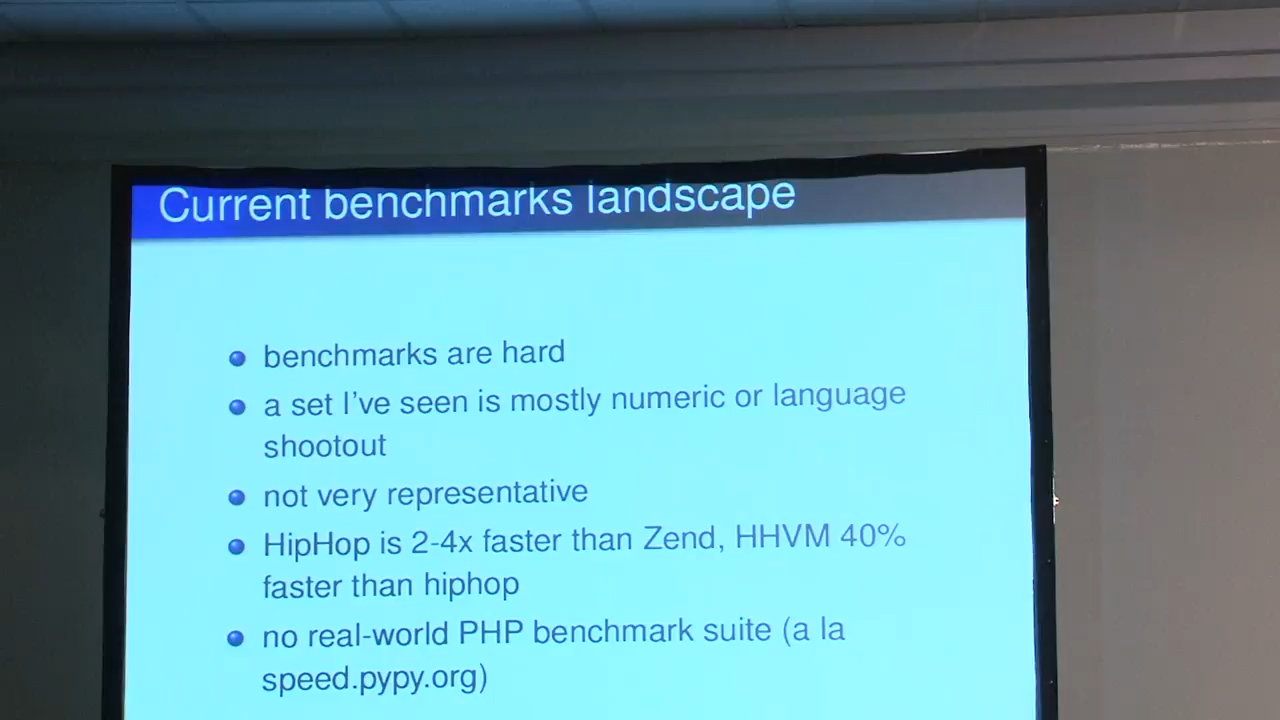 Current benchmarks landscape
benchmarks are hard
a set I've seen is mostly numeric or language
shootout
not very representative
HipHop is 2-4x faster than Zend, HHVM 40%
faster than hiphop
no real-world PHP benchmark suite (a la
speed.pypy.org)